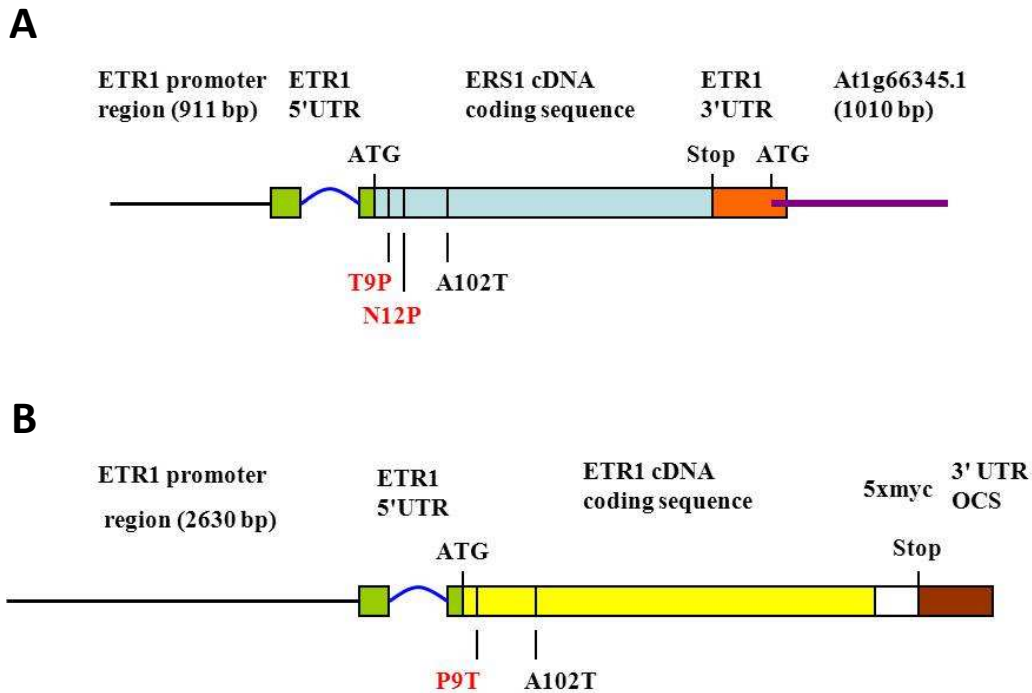 A
ETR1 promoter
region (911 bp)
ETR1
5'UTR
ERS1 cDNA
coding sequence
ETR1
3'UTR
At1g66345.1
(1010 bp)
ATG
Stop
ATG
T9P
A102T
N12P
B
ETR1 promoter
region (2630 bp)
ETR1
5'UTR
ETR1 cDNA
coding sequence
5xmyc
3' UTR
OCS
ATG
Stop
P9T
A102T